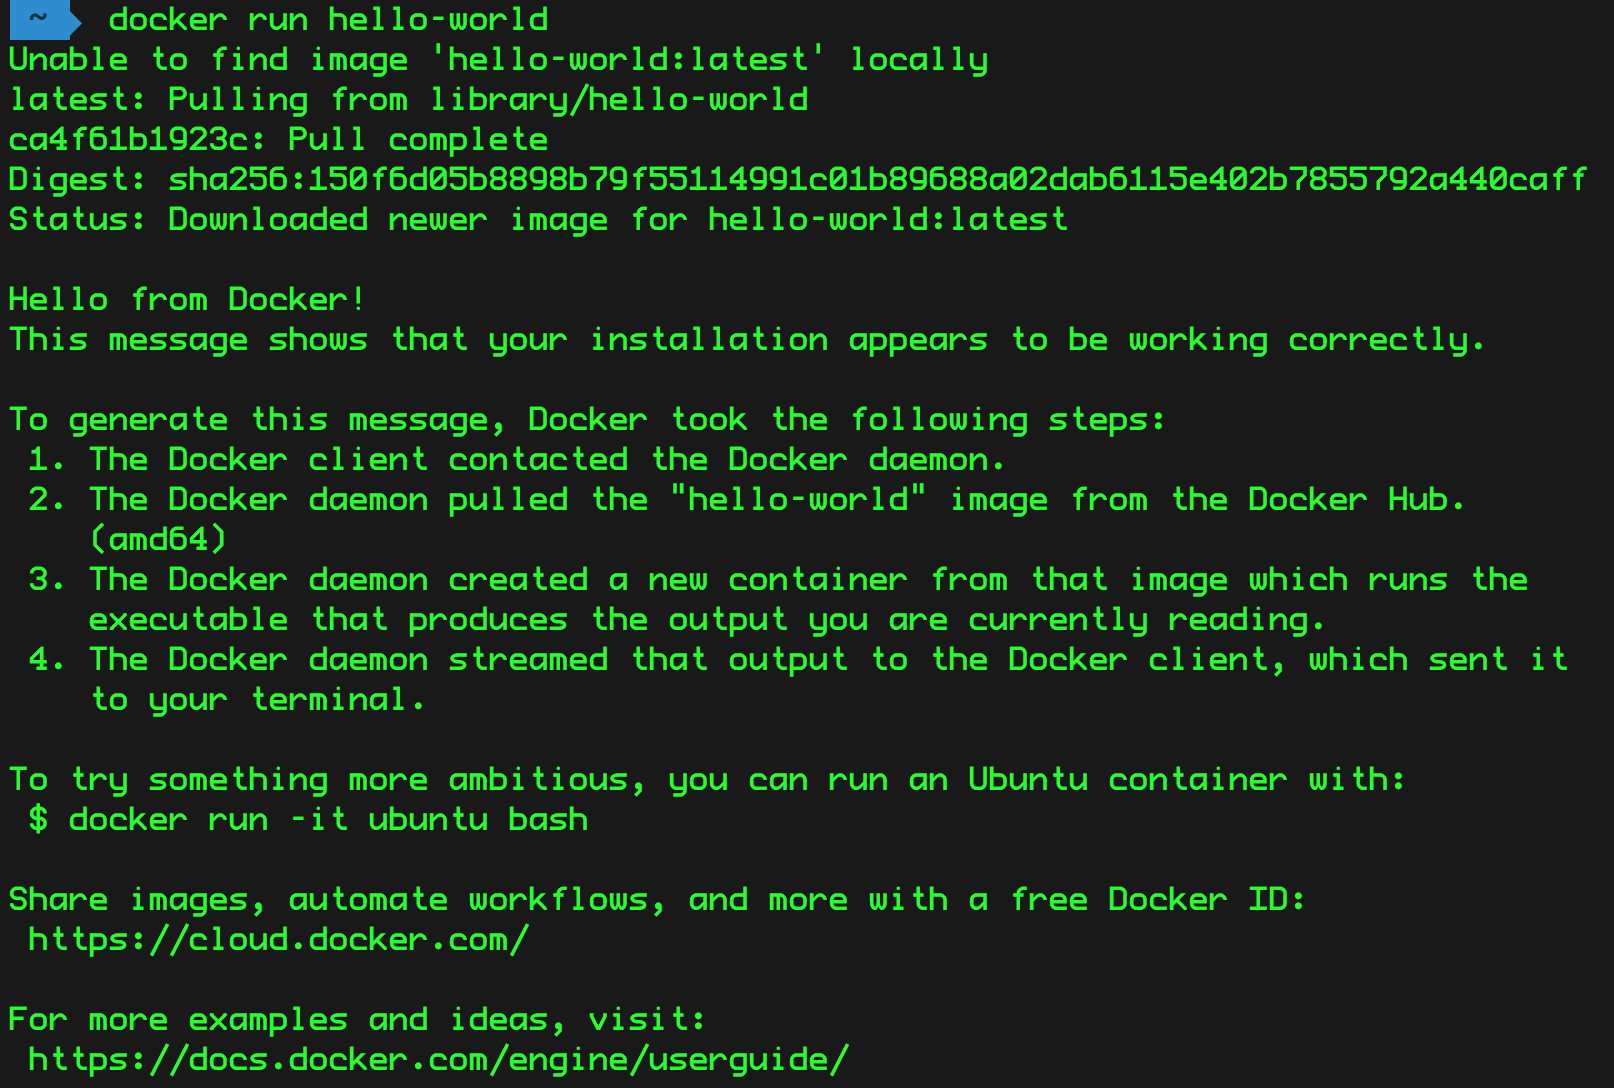 ~ docker run hello-world
Unable to find image 'hello-world:latest' locally
latest: Pulling from library/hello-world
ca4f61b1923c: Pull complete
Digest: sha256:150f6d05b8898b79f55114991c01b89688a02dab6115e402b7855792a440caff
Status: Downloaded newer image for hello-world:latest

Hello from Docker!
This message shows that your installation appears to be working correctly.

To generate this message, Docker took the following steps:
 1. The Docker client contacted the Docker daemon.
 2. The Docker daemon pulled the "hello-world" image from the Docker Hub.
    (amd64)
 3. The Docker daemon created a new container from that image which runs the
    executable that produces the output you are currently reading.
 4. The Docker daemon streamed that output to the Docker client, which sent it
    to your terminal.

To try something more ambitious, you can run an Ubuntu container with:
 $ docker run -it ubuntu bash

Share images, automate workflows, and more with a free Docker ID:
 https://cloud.docker.com/

For more examples and ideas, visit:
 https://docs.docker.com/engine/userguide/